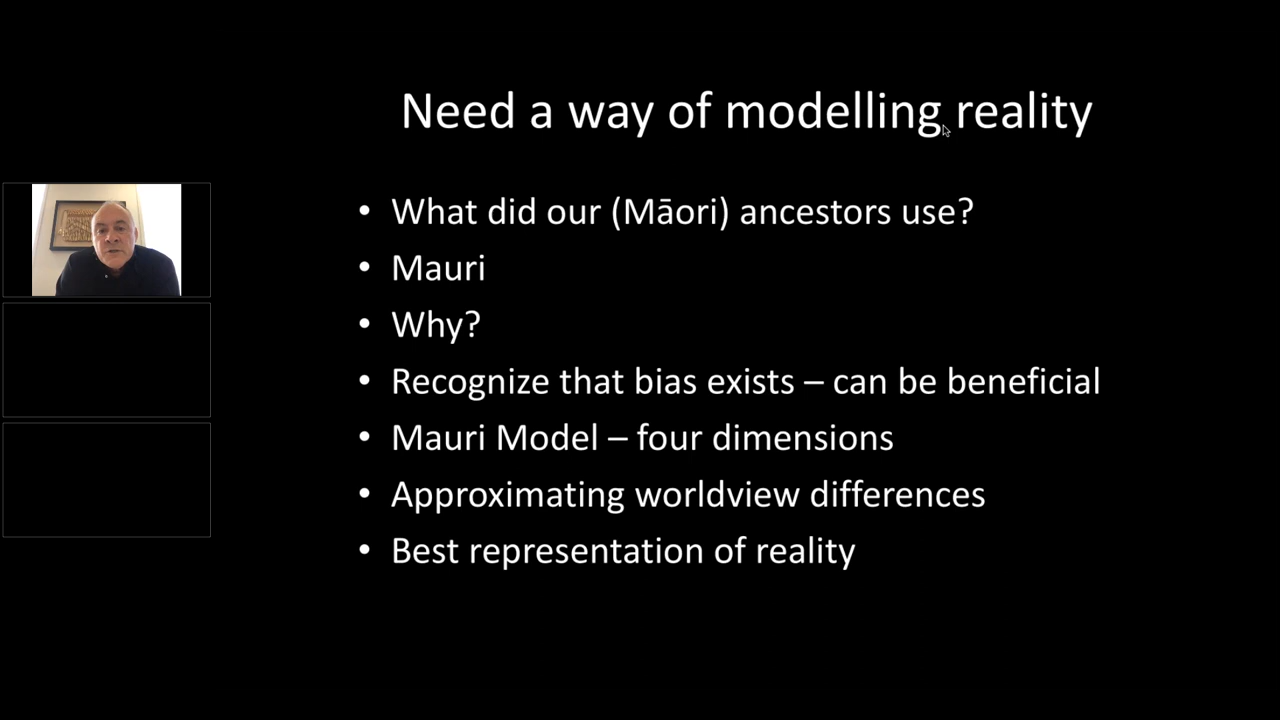 Need a way of modelling reality
• What did our (Māori) ancestors use?
• Mauri
• Why?
• Recognize that bias exists – can be beneficial
• Mauri Model – four dimensions
• Approximating worldview differences
• Best representation of reality